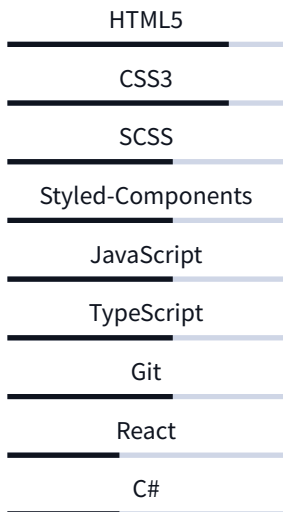 HTML5
CSS3
SCSS
Styled-Components
JavaScript
TypeScript
Git
React
C#